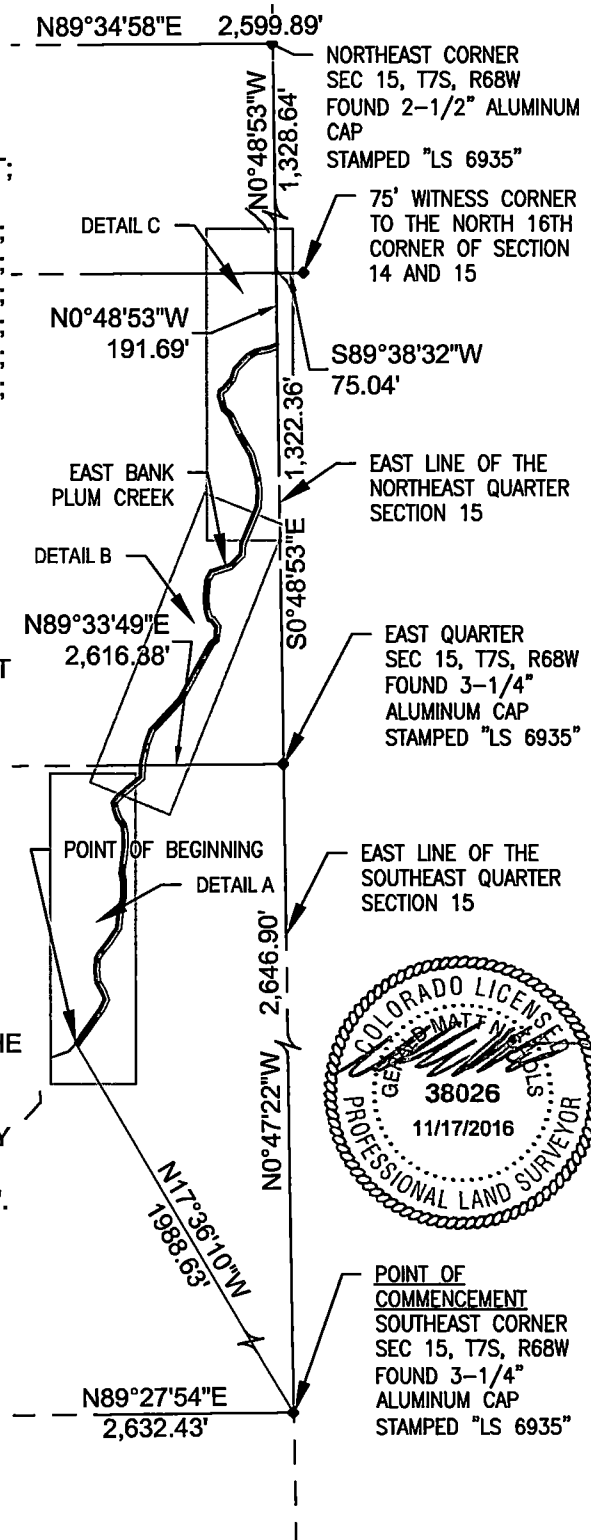 N89°34'58"E 2,599.89'
NORTHEAST CORNER
SEC 15, T7S, R68W
FOUND 2-1/2" ALUMINUM
CAP
STAMPED "LS 6935"
N0°48'53"W
1,328.64'
T;
75' WITNESS CORNER
TO THE NORTH 16TH
CORNER OF SECTION
14 AND 15
DETAIL C
N0°48'53"W
191.69'
S89°38'32"W
75.04'
1,322.36'
S0°48'53"E
EAST LINE OF THE
NORTHEAST QUARTER
SECTION 15
EAST BANK
PLUM CREEK
DETAIL B
N89°33'49"E
2,616.38'
T
EAST QUARTER
SEC 15, T7S, R68W
FOUND 3-1/4"
ALUMINUM CAP
STAMPED "LS 6935"
POINT OF BEGINNING
DETAIL A
EAST LINE OF THE
SOUTHEAST QUARTER
SECTION 15
2,646.90'
N0°47'22"W
HE
Y
COLORADO LICENSED
MATT
38026
11/17/2016
PROFESSIONAL LAND SURVEYOR
N17°36'10"W
1988.63'
POINT OF
COMMENCEMENT
SOUTHEAST CORNER
SEC 15, T7S, R68W
FOUND 3-1/4"
ALUMINUM CAP
STAMPED "LS 6935"
N89°27'54"E
2,632.43'